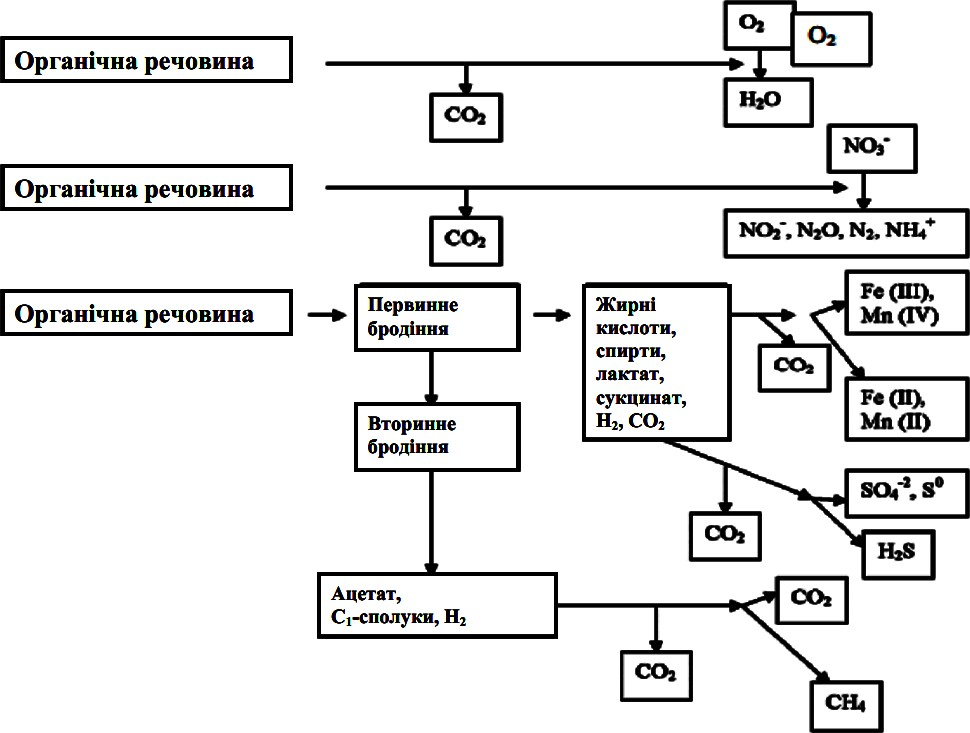 O₂
O₂
Органічна речовина
CO₂
H₂O
NO₃⁻
Органічна речовина
CO₂
NO₂⁻, N₂O, N₂, NH₄⁺
Органічна речовина
Первинне
бродіння
Жирні
кислоти,
спирти,
лактат,
сукцинат,
H₂, CO₂
Fe (III),
Mn (IV)
CO₂
Fe (II),
Mn (II)
Вторинне
бродіння
SO₄⁻², S⁰
CO₂
H₂S
Ацетат,
C₁-сполуки, H₂
CO₂
CO₂
CH₄